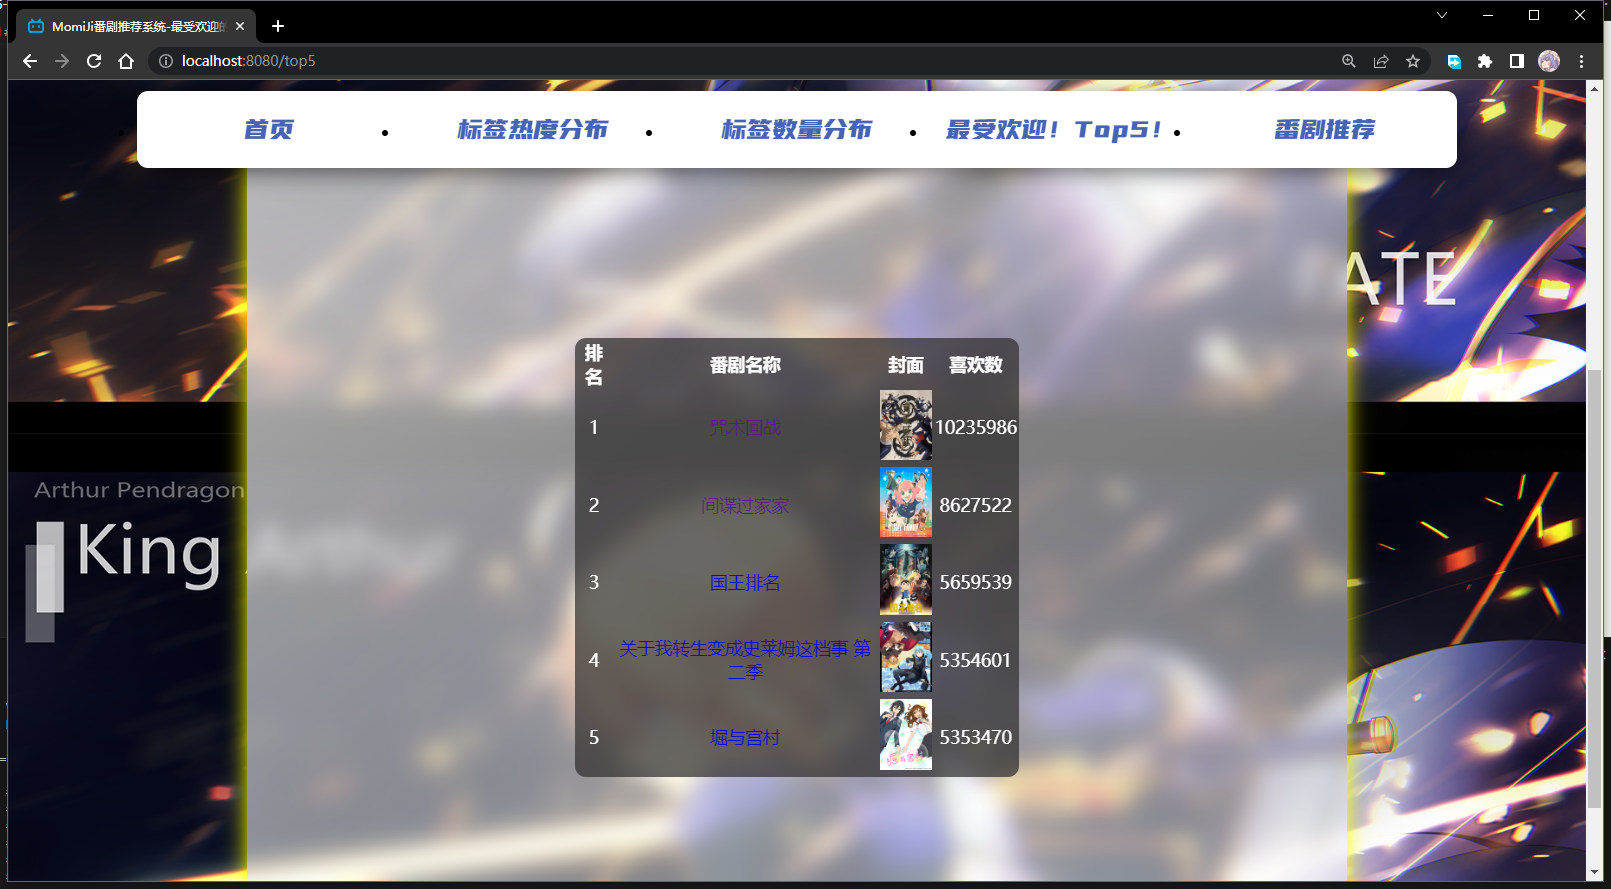 MomiJi番剧推荐系统-最受欢迎的
localhost:8080/top5
首页
标签热度分布
标签数量分布
最受欢迎！Top5！
番剧推荐
ATE
Arthur Pendragon
King Arthur
排名 番剧名称 封面 喜欢数
1 咒术回战 10235986
2 间谍过家家 8627522
3 国王排名 5659539
4 关于我转生变成史莱姆这档事 第
二季 5354601
5 堀与宫村 5353470